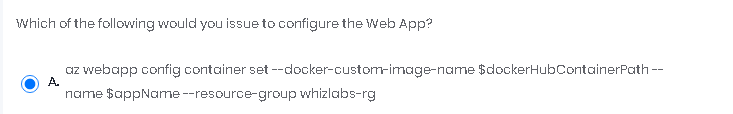 Which of the following would you issue to configure the Web App?
A. az webapp config container set --docker-custom-image-name $dockerHubContainerPath --
name $appName --resource-group whizlabs-rg